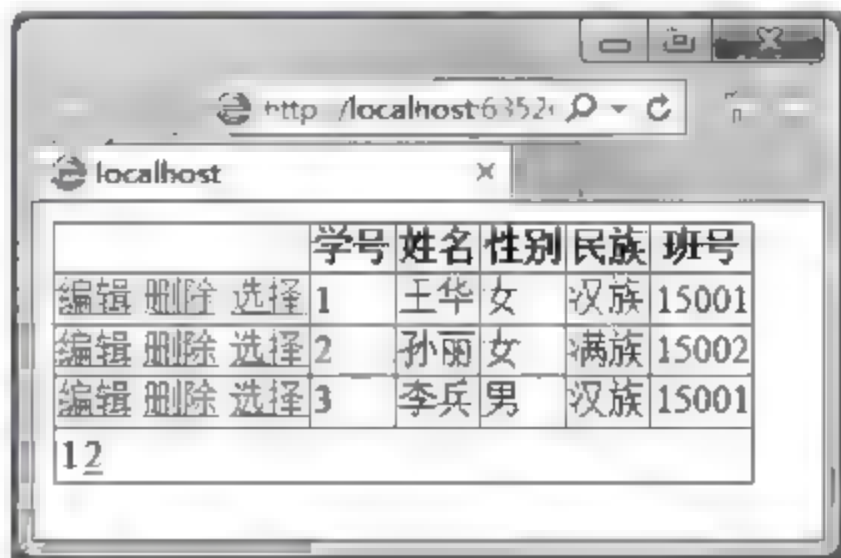 http //localhost:6352
localhost
学号 姓名 性别 民族 班号
编辑 删除 选择 1 王华 女 汉族 15001
编辑 删除 选择 2 孙丽 女 满族 15002
编辑 删除 选择 3 李兵 男 汉族 15001
1 2